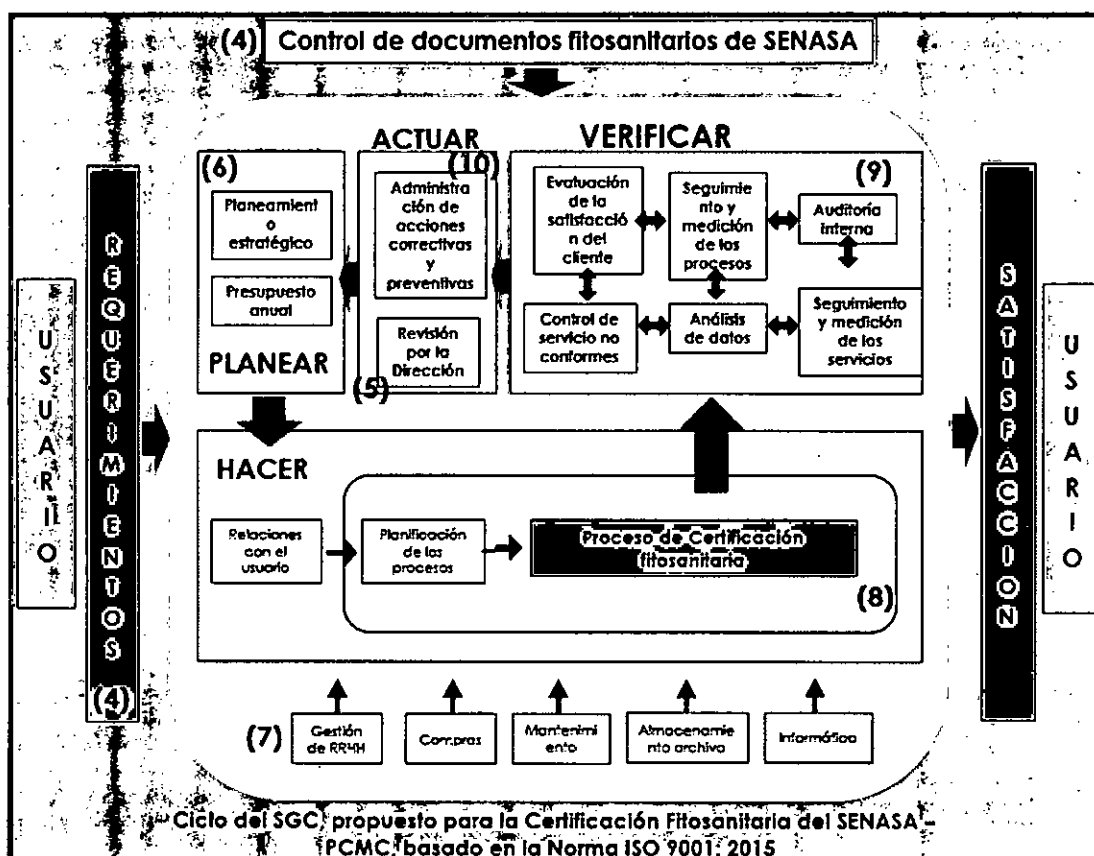 (4) Control de documentos fitosanitarios de SENASA
USUARIO
REQUERIMIENTOS
(4)
(6)
Planeamient
o
estratégico
Presupuesto
anual
PLANEAR
ACTUAR
(10)
Administra
ción de
acciones
correctivas
y
preventivas
Revisión
por la
Dirección
(5)
VERIFICAR
(9)
Evaluación
de la
satisfacció
n del
cliente
Seguimie
nto y
medición
de los
procesos
Auditoría
interna
Control de
servicio no
conformes
Análisis
de datos
Seguimiento
y medición
de los
servicios
HACER
Relaciones
con el
usuario
Planificación
de los
procesos
Proceso de Certificación
fitosanitaria
(8)
(7)
Gestión
de RRHH
Compras
Mantenimi
ento
Almacenamie
nto archivo
Informática
SATISFACCION
USUARIO
Ciclo del SGC, propuesto para la Certificación Fitosanitaria del SENASA –
PCMC, basado en la Norma ISO 9001: 2015